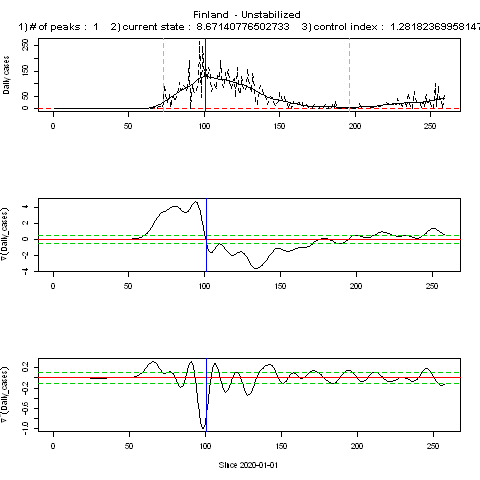 Finland - Unstabilized
1) # of peaks : 1 2) current state : 8.67140776502733 3) control index : 1.28182369958147
Daily cases
250
150
50
0
0 50 100 150 200 250
∇(Daily_cases)
4
2
0
-2
-4
0 50 100 150 200 250
∇²(Daily_cases)
0.2
-0.2
-0.6
-1.0
0 50 100 150 200 250
Since 2020-01-01